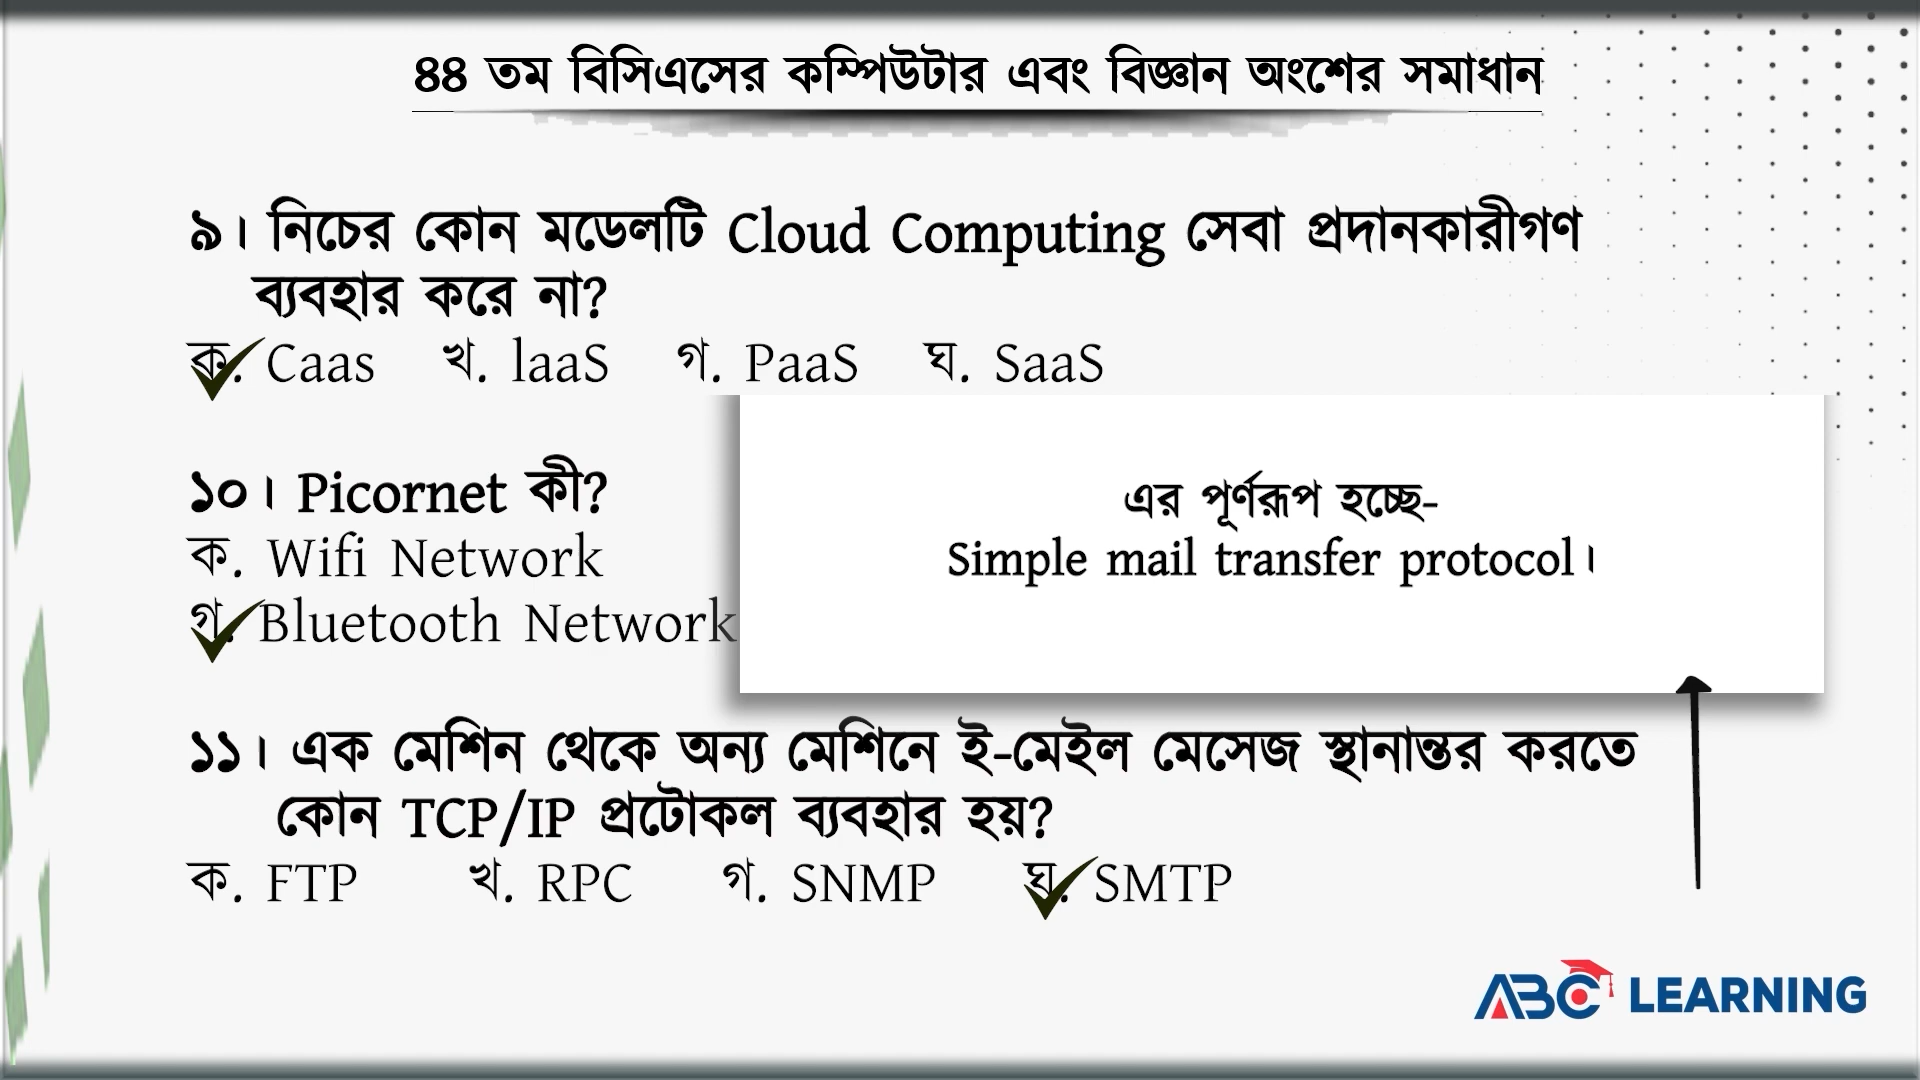 ৪৪ তম বিসিএসের কম্পিউটার এবং বিজ্ঞান অংশের সমাধান
৯। নিচের কোন মডেলটি Cloud Computing সেবা প্রদানকারীগণ
ব্যবহার করে না?
ক. Caas খ. laaS গ. PaaS ঘ. SaaS
১০। Picornet কী?
ক. Wifi Network
গ. Bluetooth Network
এর পূর্ণরূপ হচ্ছে-
Simple mail transfer protocol।
১১। এক মেশিন থেকে অন্য মেশিনে ই-মেইল মেসেজ স্থানান্তর করতে
কোন TCP/IP প্রটোকল ব্যবহার হয়?
ক. FTP খ. RPC গ. SNMP ঘ. SMTP
ABC LEARNING